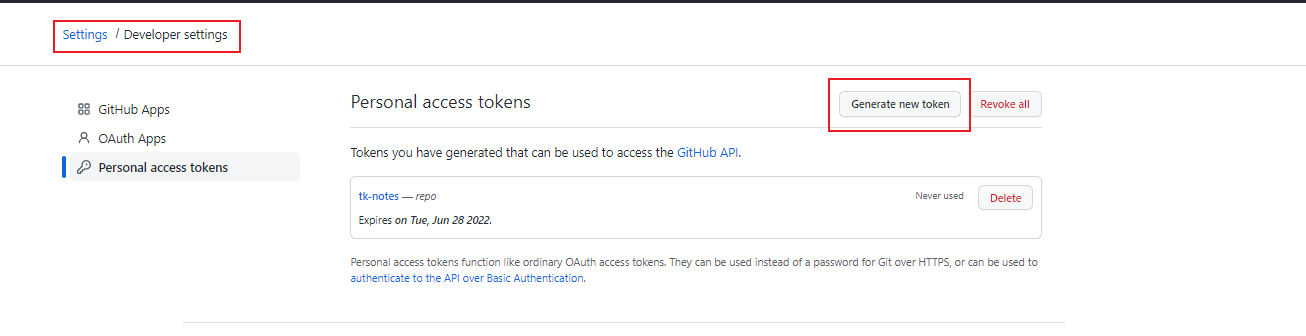 Settings / Developer settings
GitHub Apps
OAuth Apps
Personal access tokens
Personal access tokens
Generate new token
Revoke all
Tokens you have generated that can be used to access the GitHub API.
tk-notes — repo
Never used
Delete
Expires on Tue, Jun 28 2022.
Personal access tokens function like ordinary OAuth access tokens. They can be used instead of a password for Git over HTTPS, or can be used to
authenticate to the API over Basic Authentication.